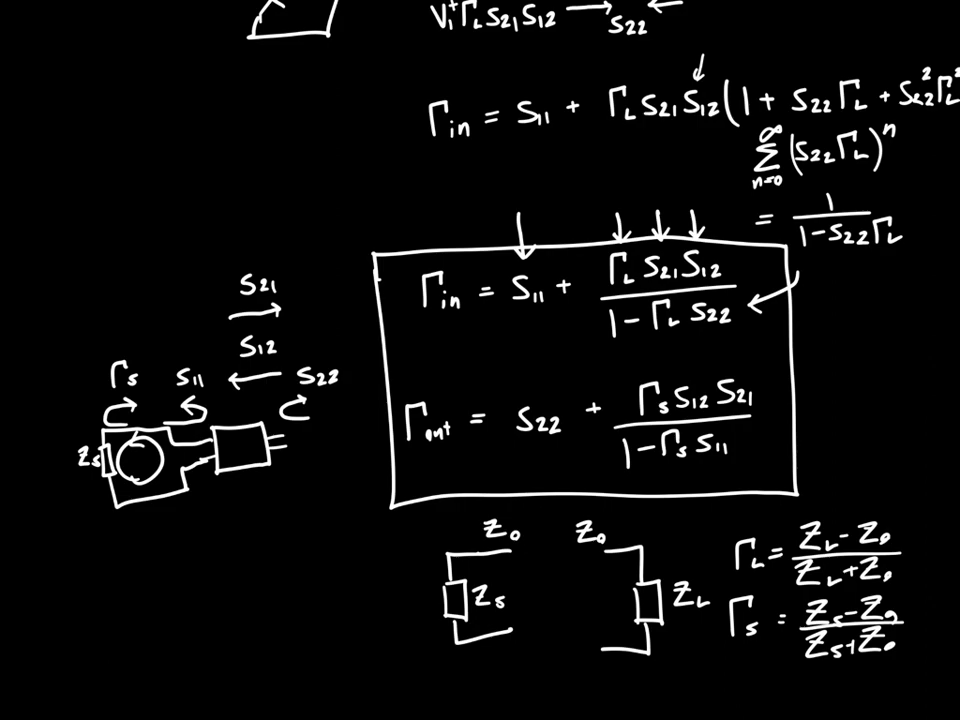 V₁⁺Γ_L S₂₁ S₁₂ → S₂₂ ←
Γin = S₁₁ + Γ_L S₂₁ S₁₂ (1 + S₂₂ Γ_L + S₂₂² Γ_L²
∑_{n=0}^{∞} (S₂₂ Γ_L)ⁿ
= 1 / (1 - S₂₂ Γ_L)
Γin = S₁₁ + Γ_L S₂₁ S₁₂ / (1 - Γ_L S₂₂)
S₂₁
S₁₂
Γs S₁₁ S₂₂
Zs
Γout = S₂₂ + Γs S₁₂ S₂₁ / (1 - Γs S₁₁)
Z₀ Z₀
Zs Z_L
Γ_L = (Z_L - Z₀) / (Z_L + Z₀)
Γs = (Zs - Z₀) / (Zs + Z₀)